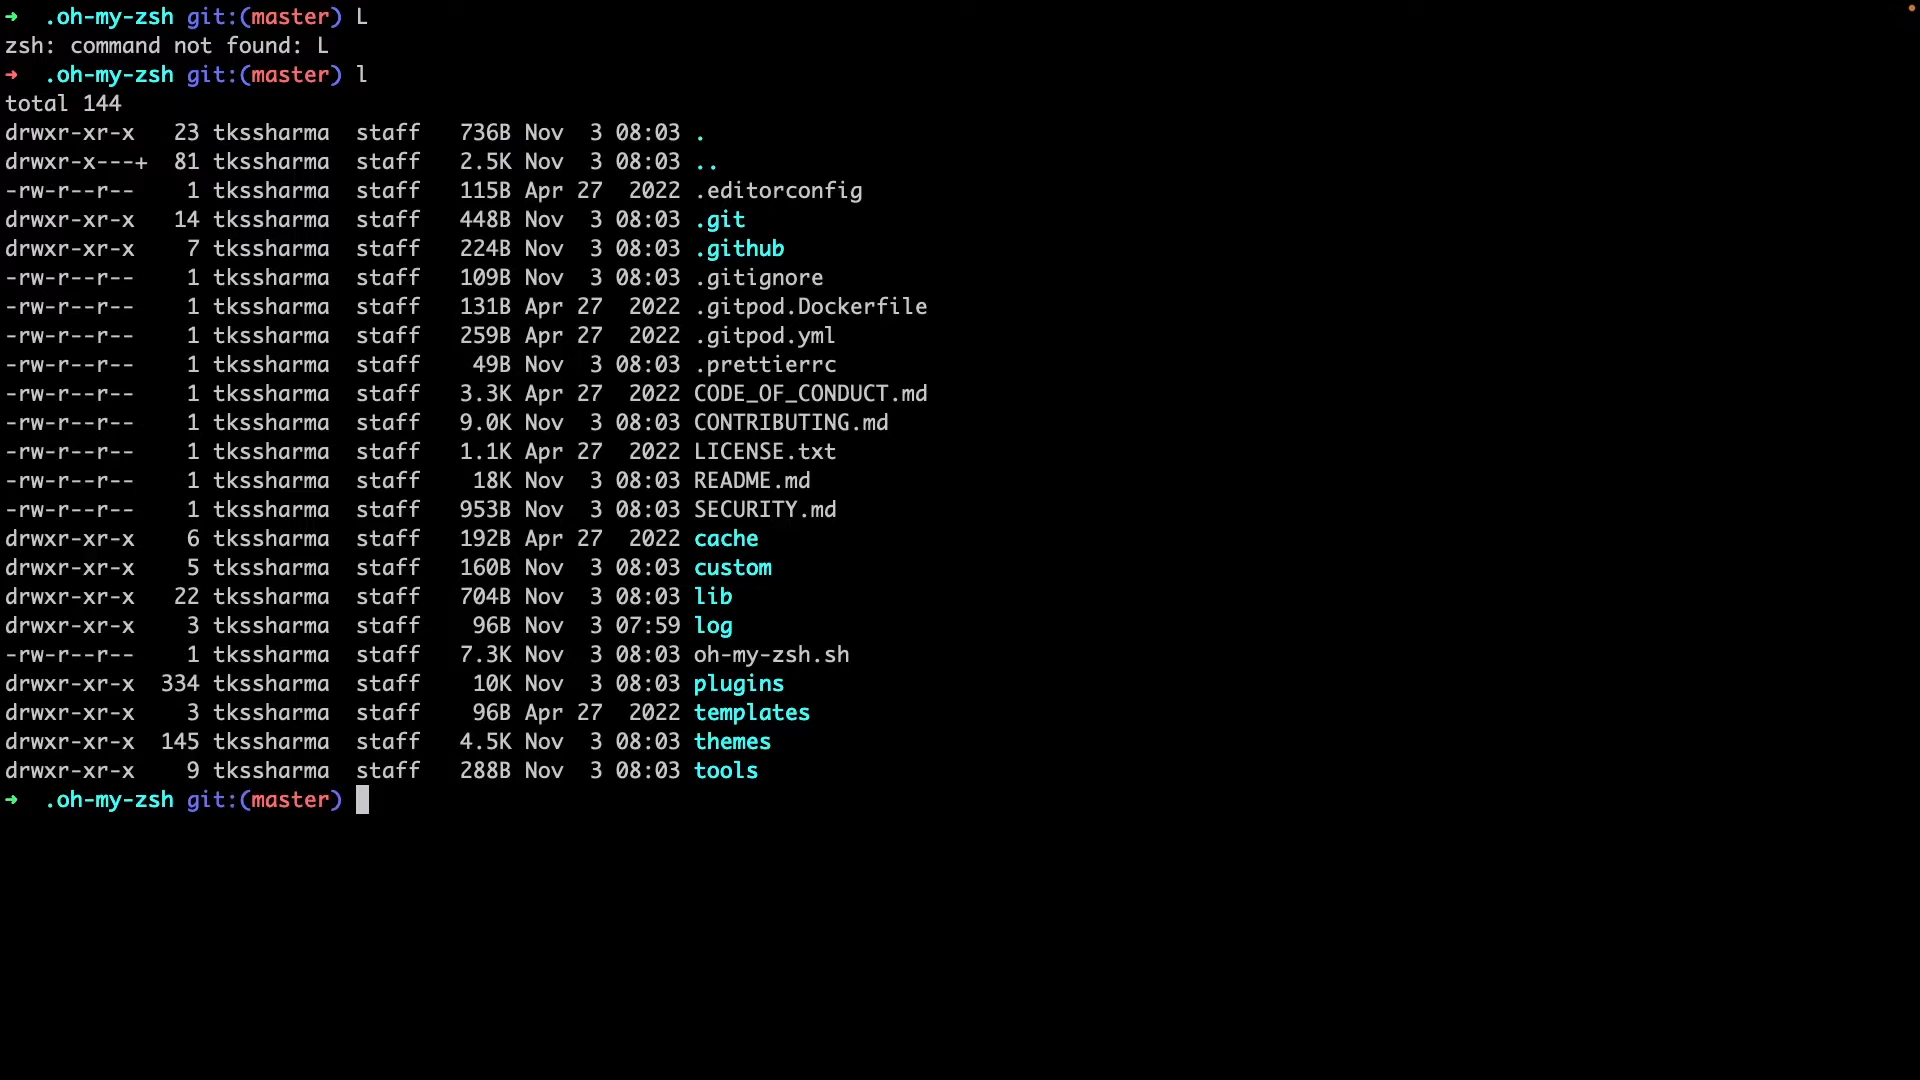 ➜  .oh-my-zsh git:(master) L
zsh: command not found: L
➜  .oh-my-zsh git:(master) l
total 144
drwxr-xr-x   23 tkssharma  staff   736B Nov  3 08:03 .
drwxr-x---+  81 tkssharma  staff   2.5K Nov  3 08:03 ..
-rw-r--r--    1 tkssharma  staff   115B Apr 27  2022 .editorconfig
drwxr-xr-x   14 tkssharma  staff   448B Nov  3 08:03 .git
drwxr-xr-x    7 tkssharma  staff   224B Nov  3 08:03 .github
-rw-r--r--    1 tkssharma  staff   109B Nov  3 08:03 .gitignore
-rw-r--r--    1 tkssharma  staff   131B Apr 27  2022 .gitpod.Dockerfile
-rw-r--r--    1 tkssharma  staff   259B Apr 27  2022 .gitpod.yml
-rw-r--r--    1 tkssharma  staff    49B Nov  3 08:03 .prettierrc
-rw-r--r--    1 tkssharma  staff   3.3K Apr 27  2022 CODE_OF_CONDUCT.md
-rw-r--r--    1 tkssharma  staff   9.0K Nov  3 08:03 CONTRIBUTING.md
-rw-r--r--    1 tkssharma  staff   1.1K Apr 27  2022 LICENSE.txt
-rw-r--r--    1 tkssharma  staff    18K Nov  3 08:03 README.md
-rw-r--r--    1 tkssharma  staff   953B Nov  3 08:03 SECURITY.md
drwxr-xr-x    6 tkssharma  staff   192B Apr 27  2022 cache
drwxr-xr-x    5 tkssharma  staff   160B Nov  3 08:03 custom
drwxr-xr-x   22 tkssharma  staff   704B Nov  3 08:03 lib
drwxr-xr-x    3 tkssharma  staff    96B Nov  3 07:59 log
-rw-r--r--    1 tkssharma  staff   7.3K Nov  3 08:03 oh-my-zsh.sh
drwxr-xr-x  334 tkssharma  staff    10K Nov  3 08:03 plugins
drwxr-xr-x    3 tkssharma  staff    96B Apr 27  2022 templates
drwxr-xr-x  145 tkssharma  staff   4.5K Nov  3 08:03 themes
drwxr-xr-x    9 tkssharma  staff   288B Nov  3 08:03 tools
➜  .oh-my-zsh git:(master)